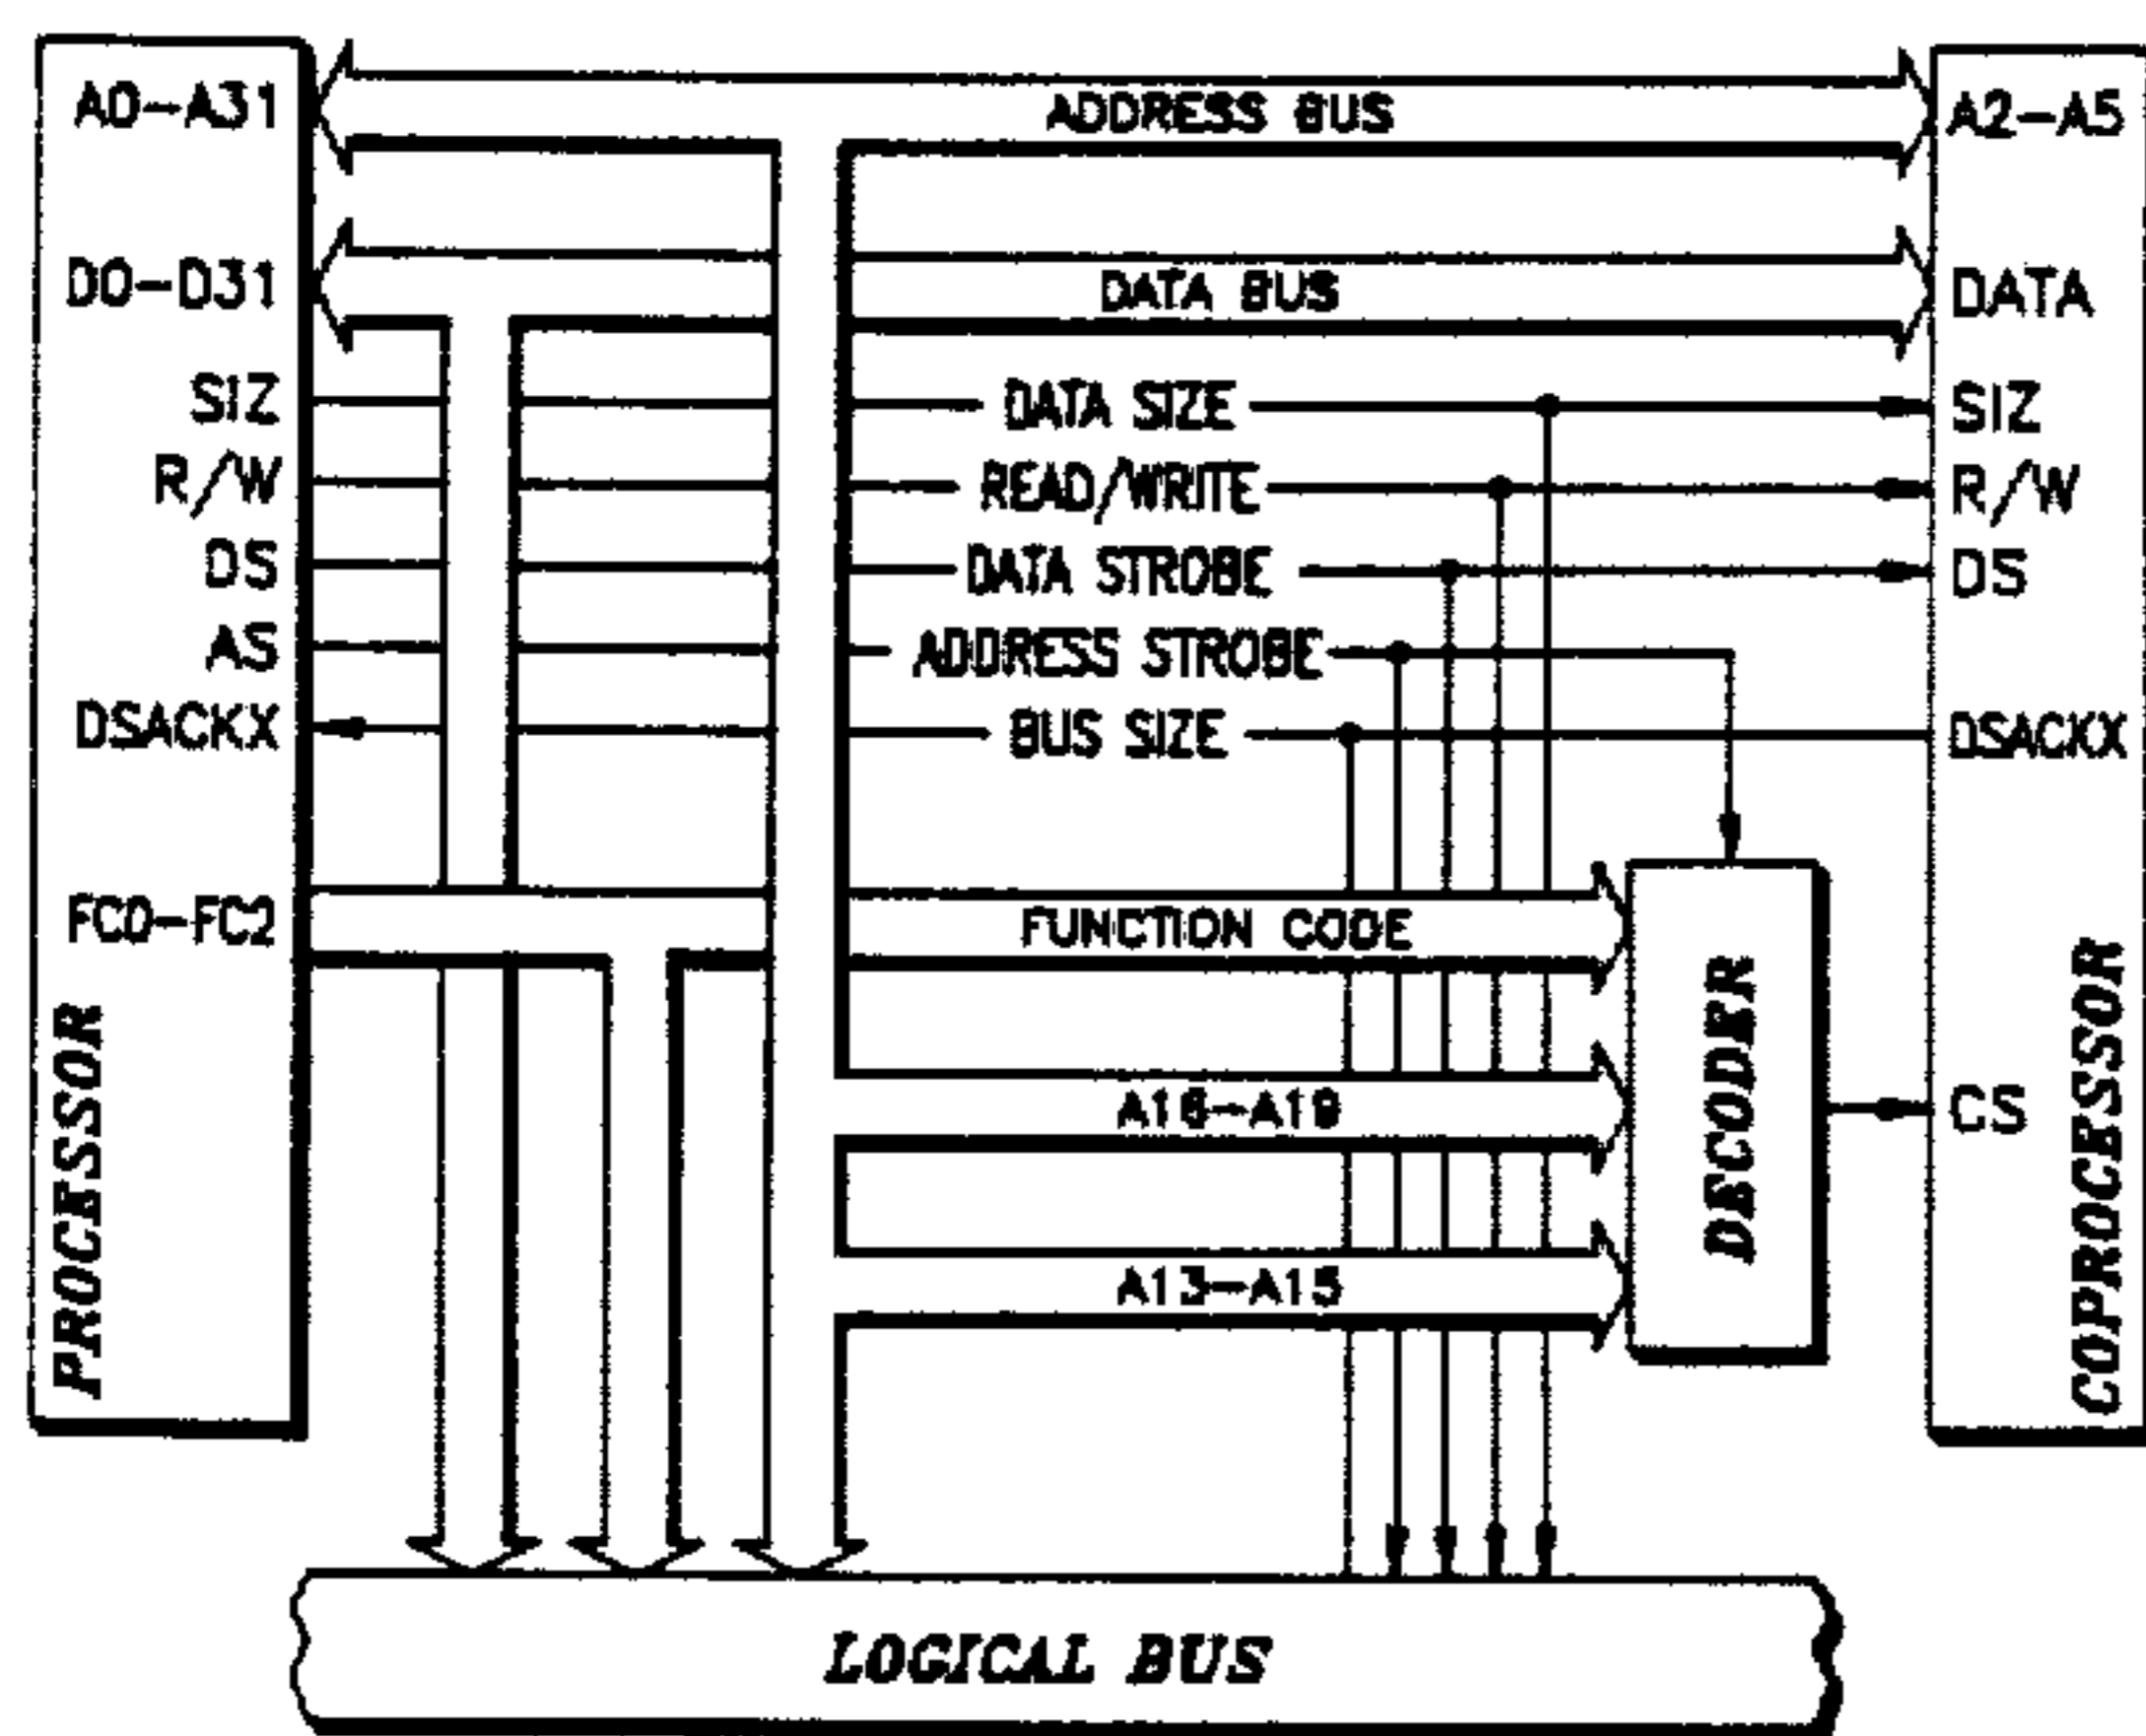 A0-A31 ADDRESS BUS A2-A5
D0-D31 DATA BUS DATA
SIZ DATA SIZE SIZ
R/W READ/WRITE R/W
DS DATA STROBE DS
AS ADDRESS STROBE
DSACKX BUS SIZE DSACKX
FC0-FC2 FUNCTION CODE
A16-A19 CS
A13-A15
PROCESSOR
DECODER
COPROCESSOR
LOGICAL BUS